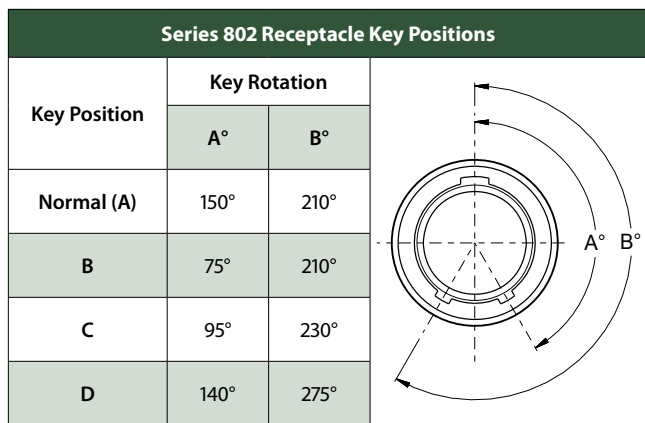 Series 802 Receptacle Key Positions
Key Position
Key Rotation
A° B°
Normal (A) 150° 210°
B 75° 210°
C 95° 230°
D 140° 275°
A° B°